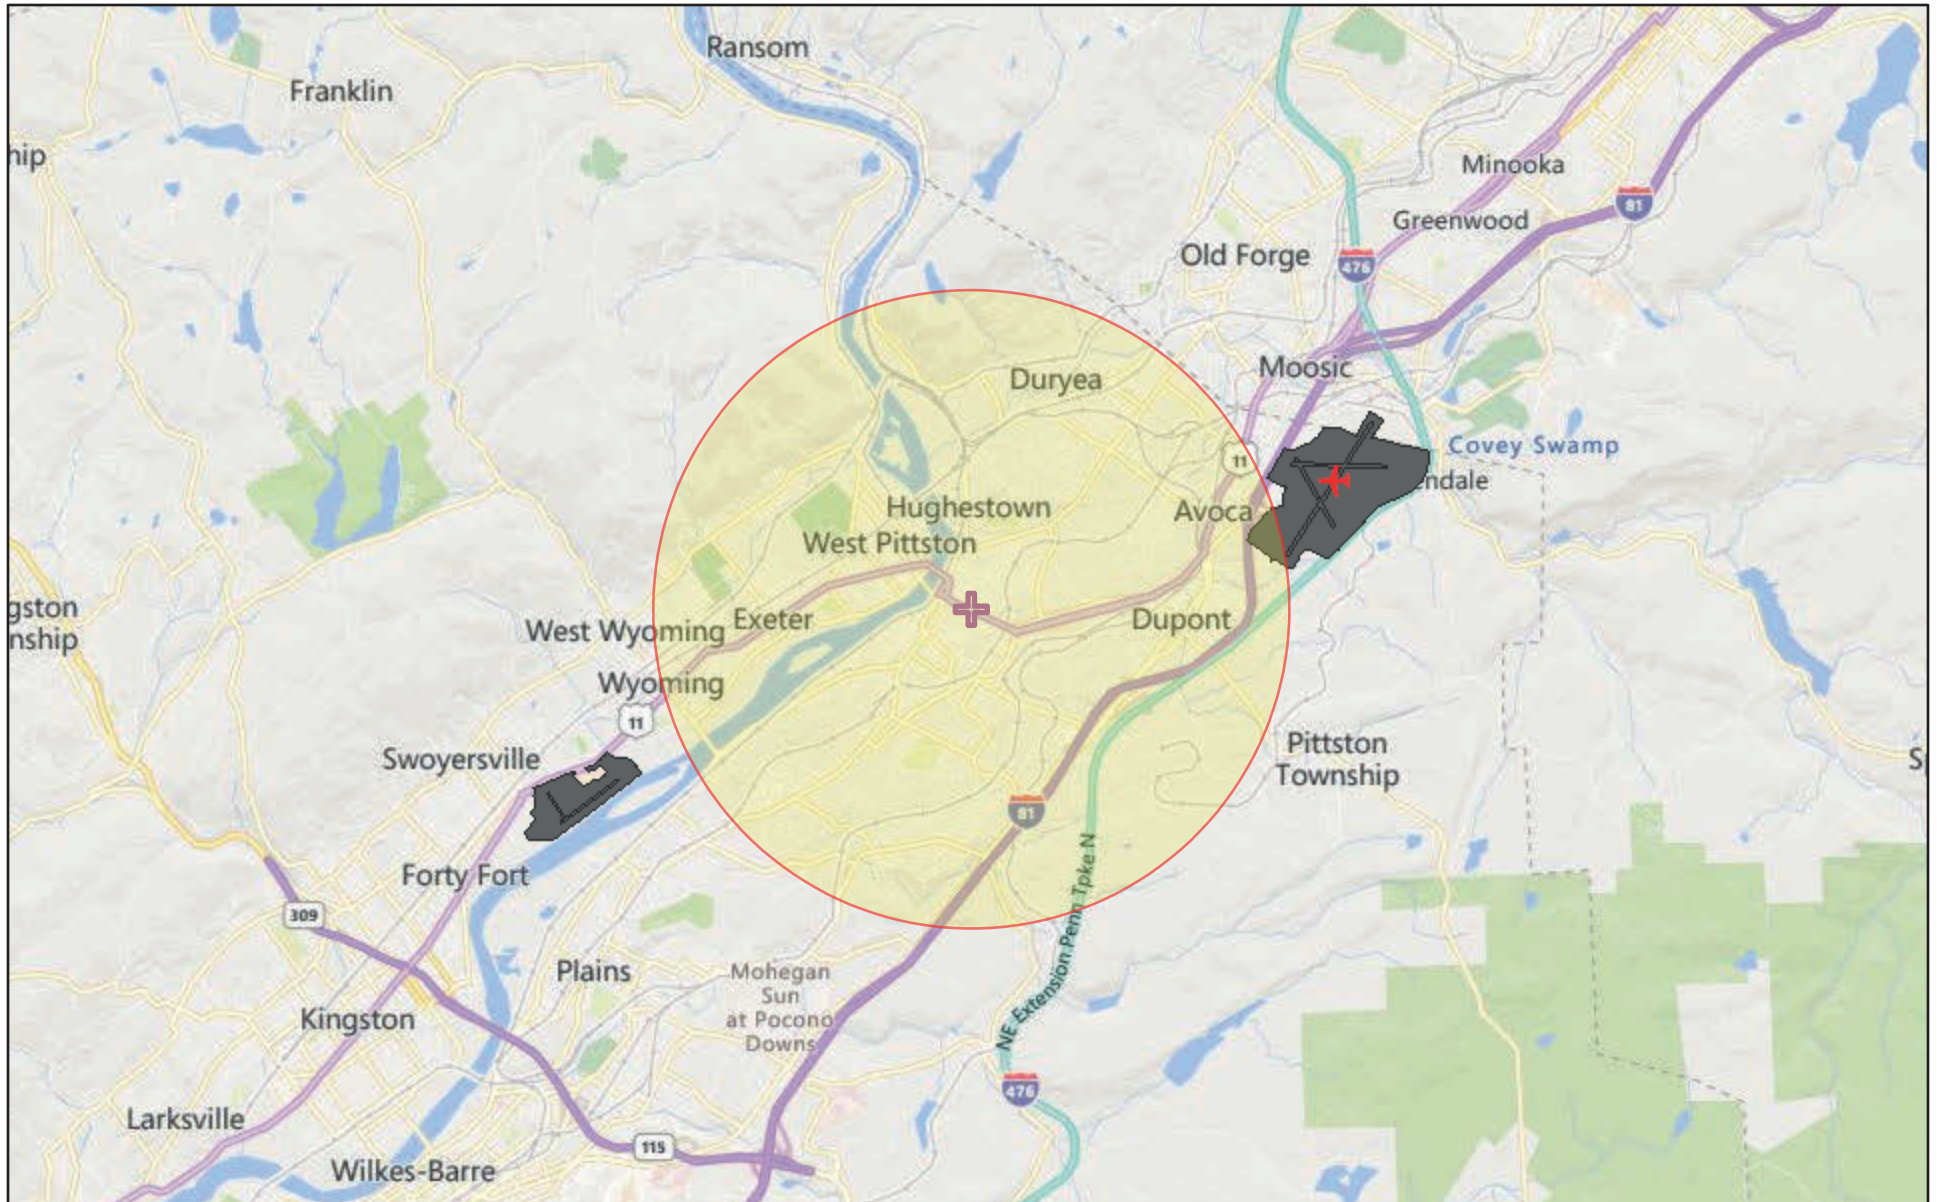 Ransom
Franklin
hip
Minooka
81
Greenwood
Old Forge
476
Moosic
Duryea
11
Covey Swamp
endale
Hughestown
Avoca
West Pittston
gston
nship
Exeter
Dupont
West Wyoming
Wyoming
11
Pittston
Township
Swoyersville
S
81
Forty Fort
309
NE Extension Penn Tpke N
Plains
Mohegan
Sun
at Pocono
Downs
Kingston
476
Larksville
115
Wilkes-Barre